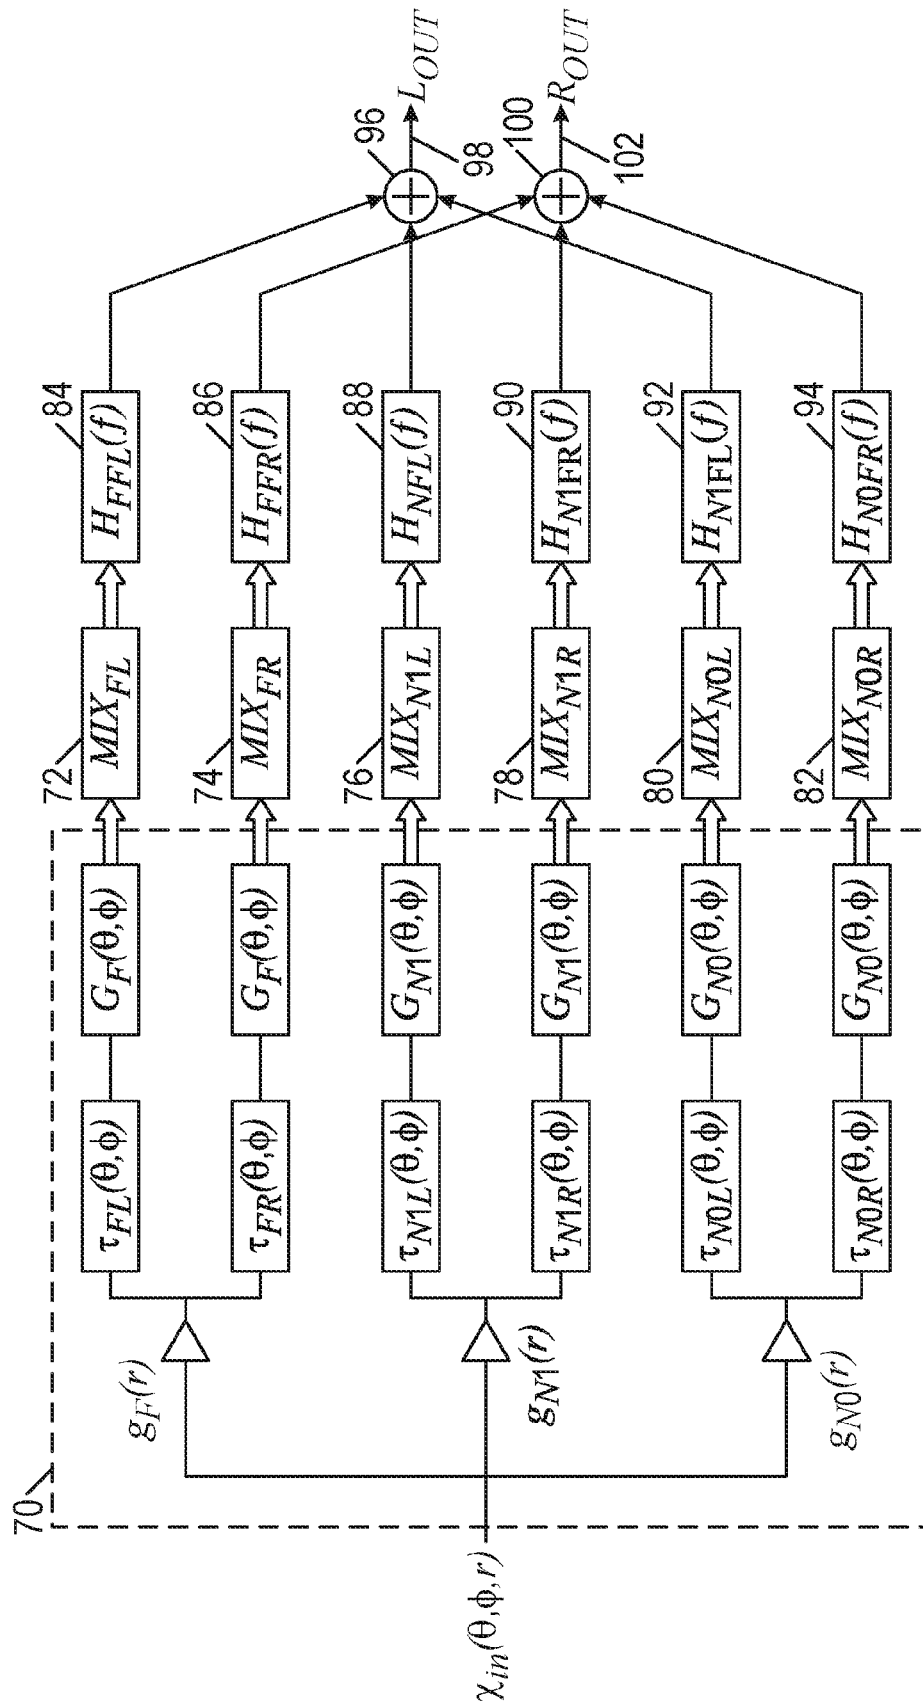 70
χin(θ,ϕ,r)
gF(r)
gN1(r)
gN0(r)
τFL(θ,ϕ)
GF(θ,ϕ)
72
MIXFL
84
HFFL(f)
τFR(θ,ϕ)
GF(θ,ϕ)
74
MIXFR
86
HFFR(f)
τN1L(θ,ϕ)
GN1(θ,ϕ)
76
MIXN1L
88
HNFL(f)
τN1R(θ,ϕ)
GN1(θ,ϕ)
78
MIXN1R
90
HN1FR(f)
τN0L(θ,ϕ)
GN0(θ,ϕ)
80
MIXN0L
92
HN1FL(f)
τN0R(θ,ϕ)
GN0(θ,ϕ)
82
MIXN0R
94
HN0FR(f)
96
+
98
LOUT
100
+
102
ROUT